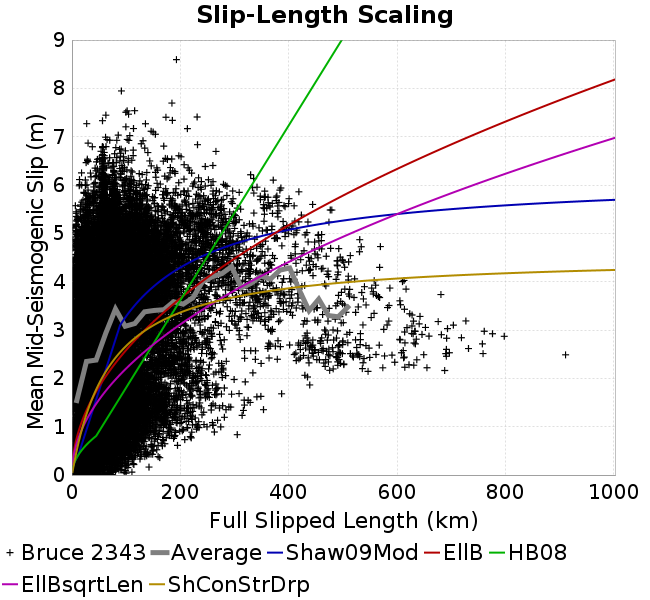 Slip-Length Scaling
Mean Mid-Seismogenic Slip (m)
9
8
7
6
5
4
3
2
1
0
0 200 400 600 800 1000
Full Slipped Length (km)
Bruce 2343 Average Shaw09Mod EllB HB08
EllBsqrtLen ShConStrDrp